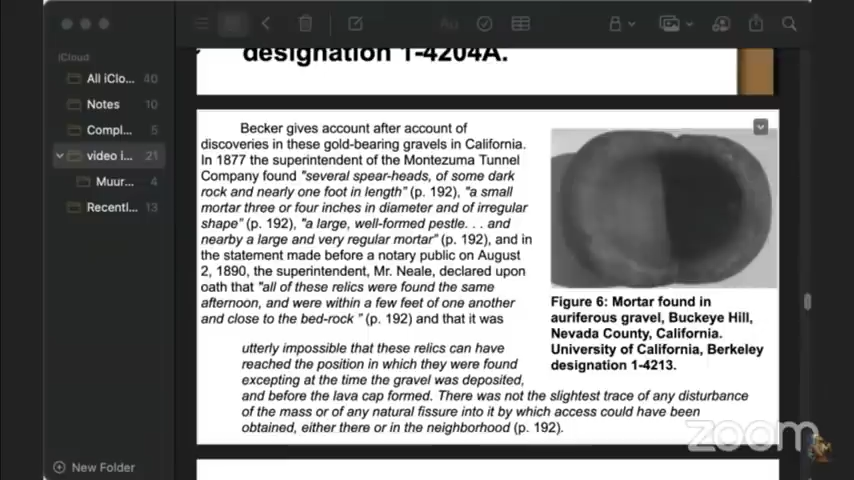 designation 1-4204A.
iCloud
All iClo... 40
Notes 10
Compl... 5
video i... 21
Muur... 4
Recentl... 13
Becker gives account after account of
discoveries in these gold-bearing gravels in California.
In 1877 the superintendent of the Montezuma Tunnel
Company found "several spear-heads, of some dark
rock and nearly one foot in length" (p. 192), "a small
mortar three or four inches in diameter and of irregular
shape" (p. 192), "a large, well-formed pestle. . . and
nearby a large and very regular mortar" (p. 192), and in
the statement made before a notary public on August
2, 1890, the superintendent, Mr. Neale, declared upon
oath that "all of these relics were found the same
afternoon, and were within a few feet of one another
and close to the bed-rock " (p. 192) and that it was
utterly impossible that these relics can have
reached the position in which they were found
excepting at the time the gravel was deposited,
and before the lava cap formed. There was not the slightest trace of any disturbance
of the mass or of any natural fissure into it by which access could have been
obtained, either there or in the neighborhood (p. 192).
Figure 6: Mortar found in
auriferous gravel, Buckeye Hill,
Nevada County, California.
University of California, Berkeley
designation 1-4213.
New Folder
zoom